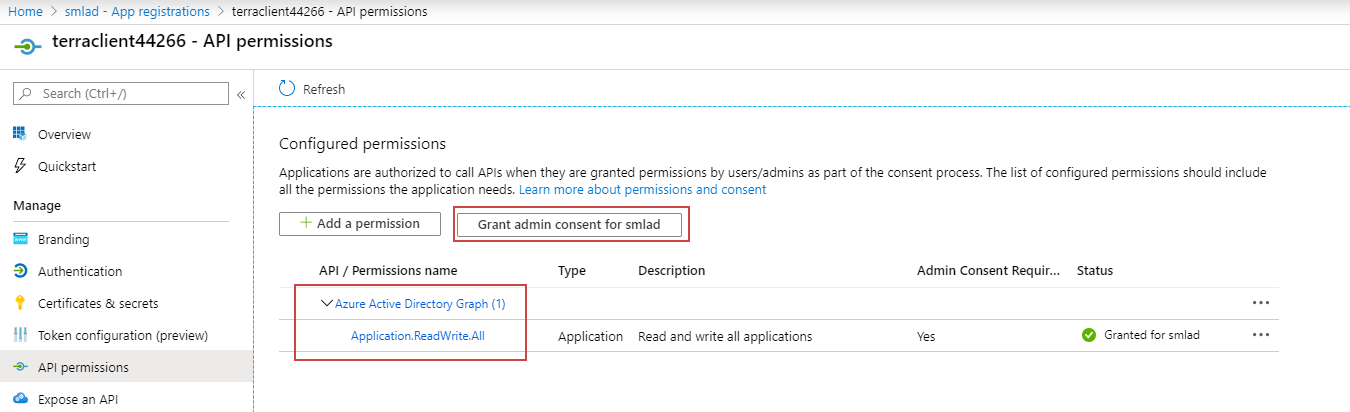 Home > smlad - App registrations > terraclient44266 - API permissions
terraclient44266 - API permissions
Search (Ctrl+/)
«
Overview
Quickstart
Manage
Branding
Authentication
Certificates & secrets
Token configuration (preview)
API permissions
Expose an API
Refresh
Configured permissions
Applications are authorized to call APIs when they are granted permissions by users/admins as part of the consent process. The list of configured permissions should include
all the permissions the application needs. Learn more about permissions and consent
+ Add a permission Grant admin consent for smlad
API / Permissions name Type Description Admin Consent Requir... Status
Azure Active Directory Graph (1) ...
Application.ReadWrite.All Application Read and write all applications Yes Granted for smlad ...